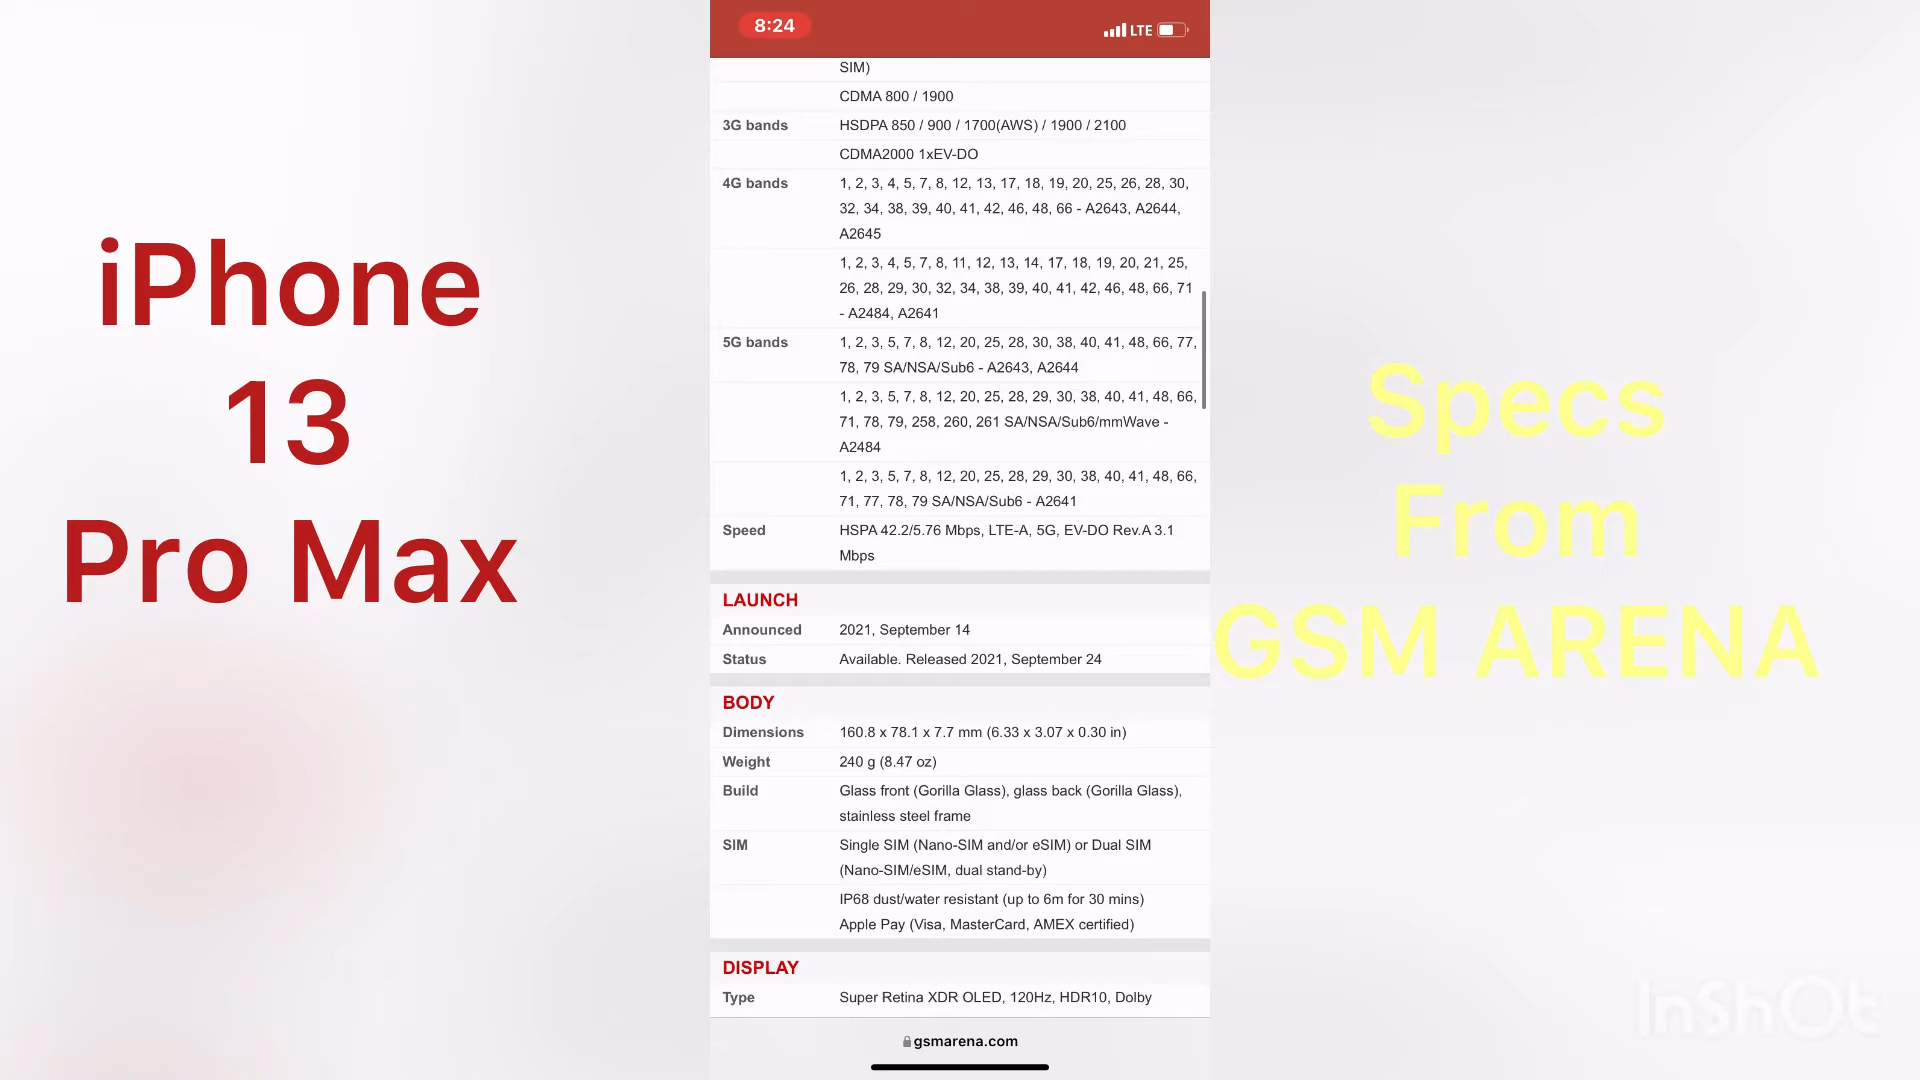 iPhone
13
Pro Max
8:24
LTE
SIM)
CDMA 800 / 1900
3G bands HSDPA 850 / 900 / 1700(AWS) / 1900 / 2100
CDMA2000 1xEV-DO
4G bands 1, 2, 3, 4, 5, 7, 8, 12, 13, 17, 18, 19, 20, 25, 26, 28, 30,
32, 34, 38, 39, 40, 41, 42, 46, 48, 66 - A2643, A2644,
A2645
1, 2, 3, 4, 5, 7, 8, 11, 12, 13, 14, 17, 18, 19, 20, 21, 25,
26, 28, 29, 30, 32, 34, 38, 39, 40, 41, 42, 46, 48, 66, 71
- A2484, A2641
5G bands 1, 2, 3, 5, 7, 8, 12, 20, 25, 28, 30, 38, 40, 41, 48, 66, 77,
78, 79 SA/NSA/Sub6 - A2643, A2644
1, 2, 3, 5, 7, 8, 12, 20, 25, 28, 29, 30, 38, 40, 41, 48, 66,
71, 78, 79, 258, 260, 261 SA/NSA/Sub6/mmWave -
A2484
1, 2, 3, 5, 7, 8, 12, 20, 25, 28, 29, 30, 38, 40, 41, 48, 66,
71, 77, 78, 79 SA/NSA/Sub6 - A2641
Speed HSPA 42.2/5.76 Mbps, LTE-A, 5G, EV-DO Rev.A 3.1
Mbps
LAUNCH
Announced 2021, September 14
Status Available. Released 2021, September 24
BODY
Dimensions 160.8 x 78.1 x 7.7 mm (6.33 x 3.07 x 0.30 in)
Weight 240 g (8.47 oz)
Build Glass front (Gorilla Glass), glass back (Gorilla Glass),
stainless steel frame
SIM Single SIM (Nano-SIM and/or eSIM) or Dual SIM
(Nano-SIM/eSIM, dual stand-by)
IP68 dust/water resistant (up to 6m for 30 mins)
Apple Pay (Visa, MasterCard, AMEX certified)
DISPLAY
Type Super Retina XDR OLED, 120Hz, HDR10, Dolby
gsmarena.com
Specs
From
GSM ARENA
InShOt